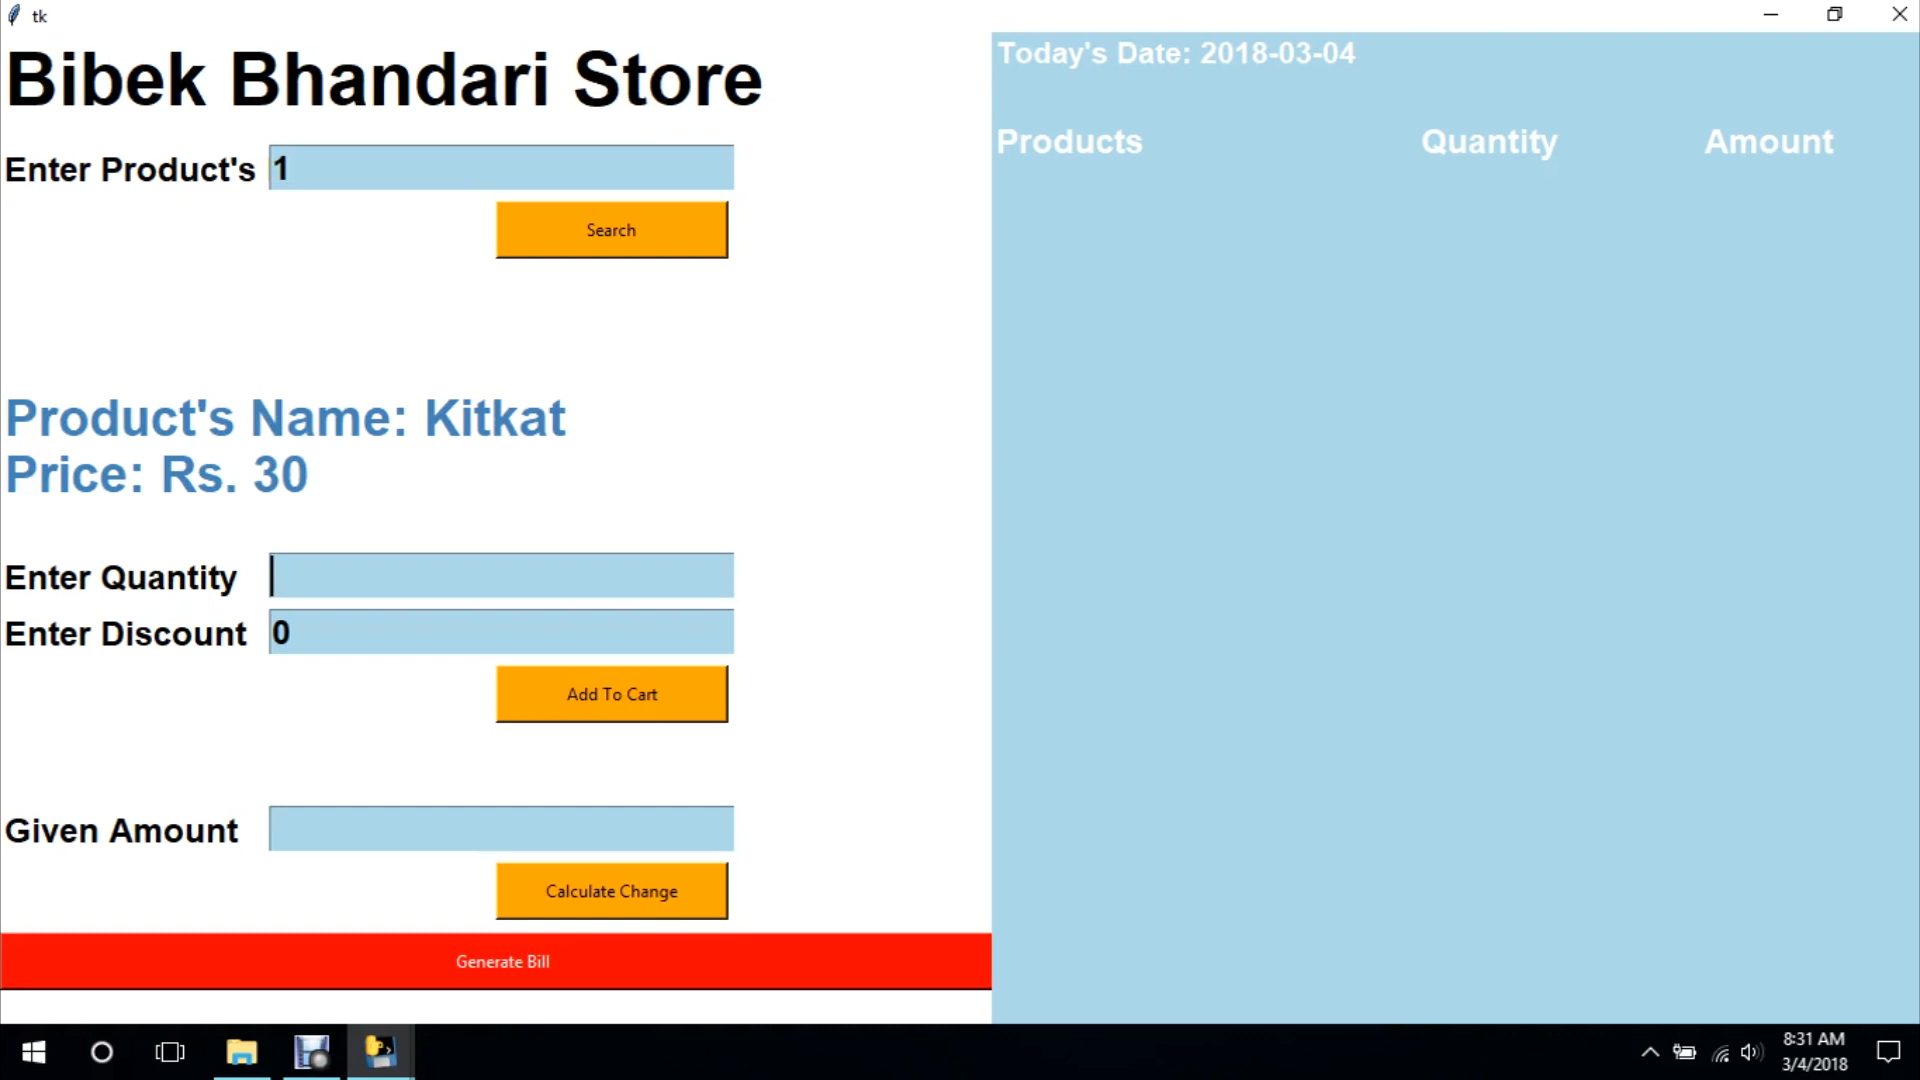 tk
Bibek Bhandari Store
Enter Product's
1
Search
Product's Name: Kitkat
Price: Rs. 30
Enter Quantity
Enter Discount
0
Add To Cart
Given Amount
Calculate Change
Generate Bill
Today's Date: 2018-03-04
Products Quantity Amount
8:31 AM
3/4/2018